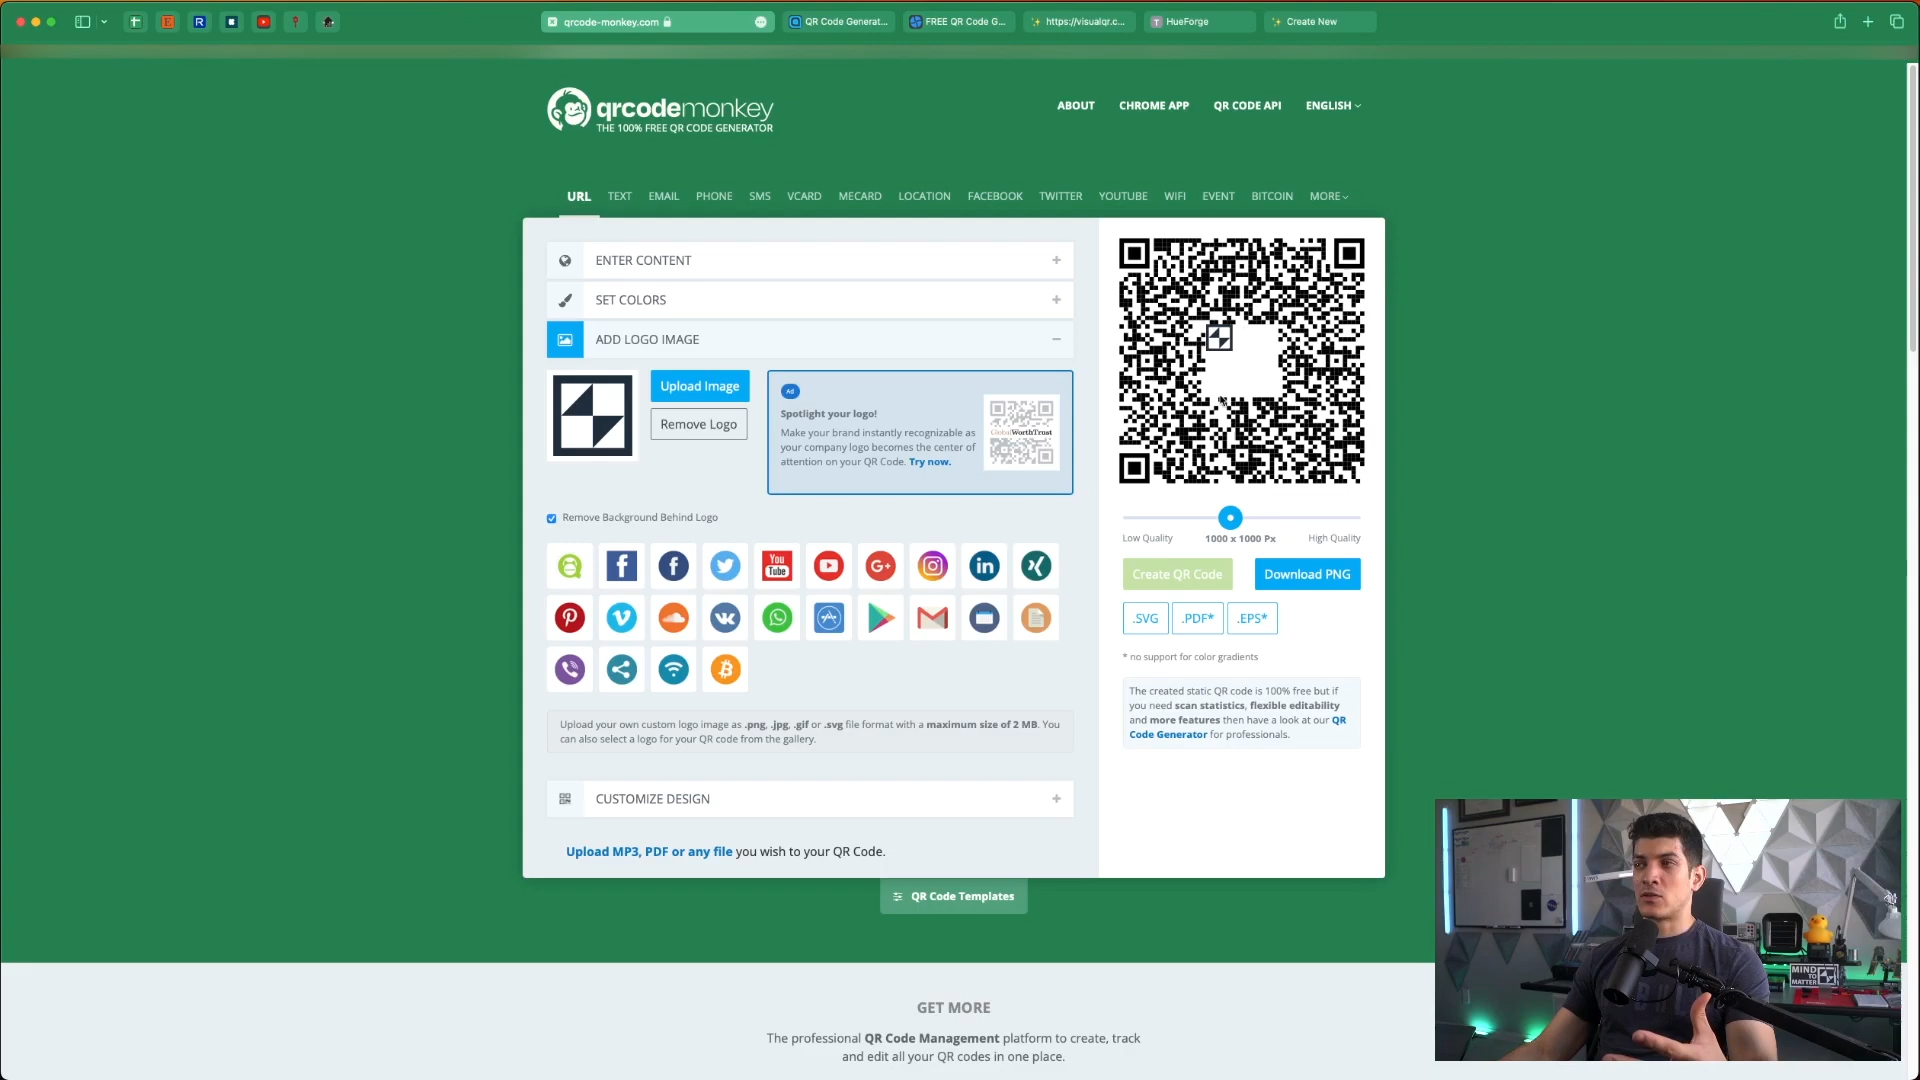 qrcode-monkey.com
QR Code Generat...
FREE QR Code G...
https://visualqr.c...
HueForge
Create New
qrcodemonkey
THE 100% FREE QR CODE GENERATOR
ABOUT
CHROME APP
QR CODE API
ENGLISH
URL
TEXT
EMAIL
PHONE
SMS
VCARD
MECARD
LOCATION
FACEBOOK
TWITTER
YOUTUBE
WIFI
EVENT
BITCOIN
MORE
ENTER CONTENT
SET COLORS
ADD LOGO IMAGE
Upload Image
Remove Logo
Ad
Spotlight your logo!
Make your brand instantly recognizable as
your company logo becomes the center of
attention on your QR Code. Try now.
GlobalWorthTrust
Remove Background Behind Logo
You
Tube
Upload your own custom logo image as .png, .jpg, .gif or .svg file format with a maximum size of 2 MB. You
can also select a logo for your QR code from the gallery.
CUSTOMIZE DESIGN
Upload MP3, PDF or any file you wish to your QR Code.
Low Quality
1000 x 1000 Px
High Quality
Create QR Code
Download PNG
.SVG
.PDF*
.EPS*
* no support for color gradients
The created static QR code is 100% free but if
you need scan statistics, flexible editability
and more features then have a look at our QR
Code Generator for professionals.
QR Code Templates
GET MORE
The professional QR Code Management platform to create, track
and edit all your QR codes in one place.
MIND
TO
MATTER